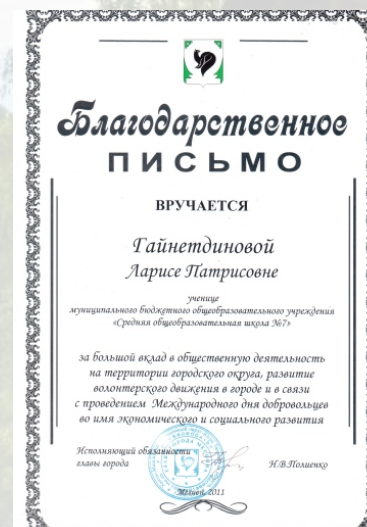 Благодарственное
ПИСЬМО
ВРУЧАЕТСЯ
Гайнетдиновой
Ларисе Патрисовне
ученице
муниципального бюджетного общеобразовательного учреждения
«Средняя общеобразовательная школа №7»
за большой вклад в общественную деятельность
на территории городского округа, развитие
волонтерского движения в городе и в связи
с проведением Международного дня добровольцев
во имя экономического и социального развития
Исполняющий обязанности
главы города Н.В.Полиенко
Мегион, 2011